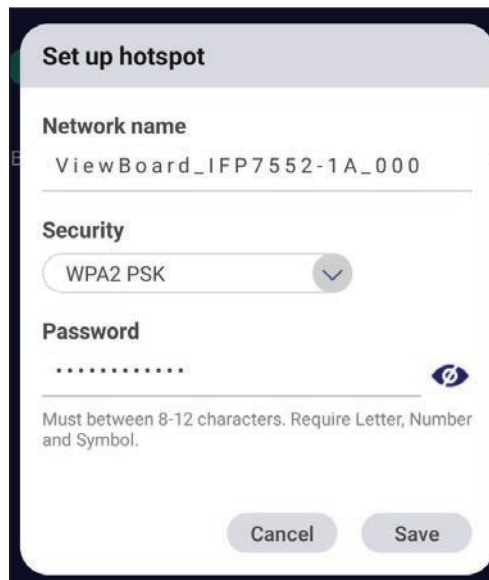 Set up hotspot
Network name
ViewBoard_IFP7552-1A_000
Security
WPA2 PSK
Password
············
Must between 8-12 characters. Require Letter, Number
and Symbol.
Cancel
Save